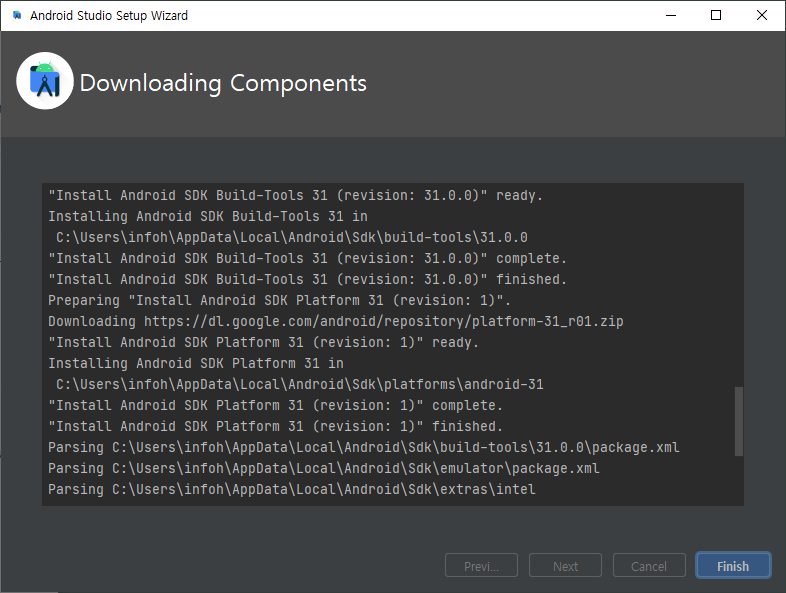 Android Studio Setup Wizard
Downloading Components
"Install Android SDK Build-Tools 31 (revision: 31.0.0)" ready.
Installing Android SDK Build-Tools 31 in
C:\Users\infoh\AppData\Local\Android\Sdk\build-tools\31.0.0
"Install Android SDK Build-Tools 31 (revision: 31.0.0)" complete.
"Install Android SDK Build-Tools 31 (revision: 31.0.0)" finished.
Preparing "Install Android SDK Platform 31 (revision: 1)".
Downloading https://dl.google.com/android/repository/platform-31_r01.zip
"Install Android SDK Platform 31 (revision: 1)" ready.
Installing Android SDK Platform 31 in
C:\Users\infoh\AppData\Local\Android\Sdk\platforms\android-31
"Install Android SDK Platform 31 (revision: 1)" complete.
"Install Android SDK Platform 31 (revision: 1)" finished.
Parsing C:\Users\infoh\AppData\Local\Android\Sdk\build-tools\31.0.0\package.xml
Parsing C:\Users\infoh\AppData\Local\Android\Sdk\emulator\package.xml
Parsing C:\Users\infoh\AppData\Local\Android\Sdk\extras\intel
Previ... Next Cancel Finish